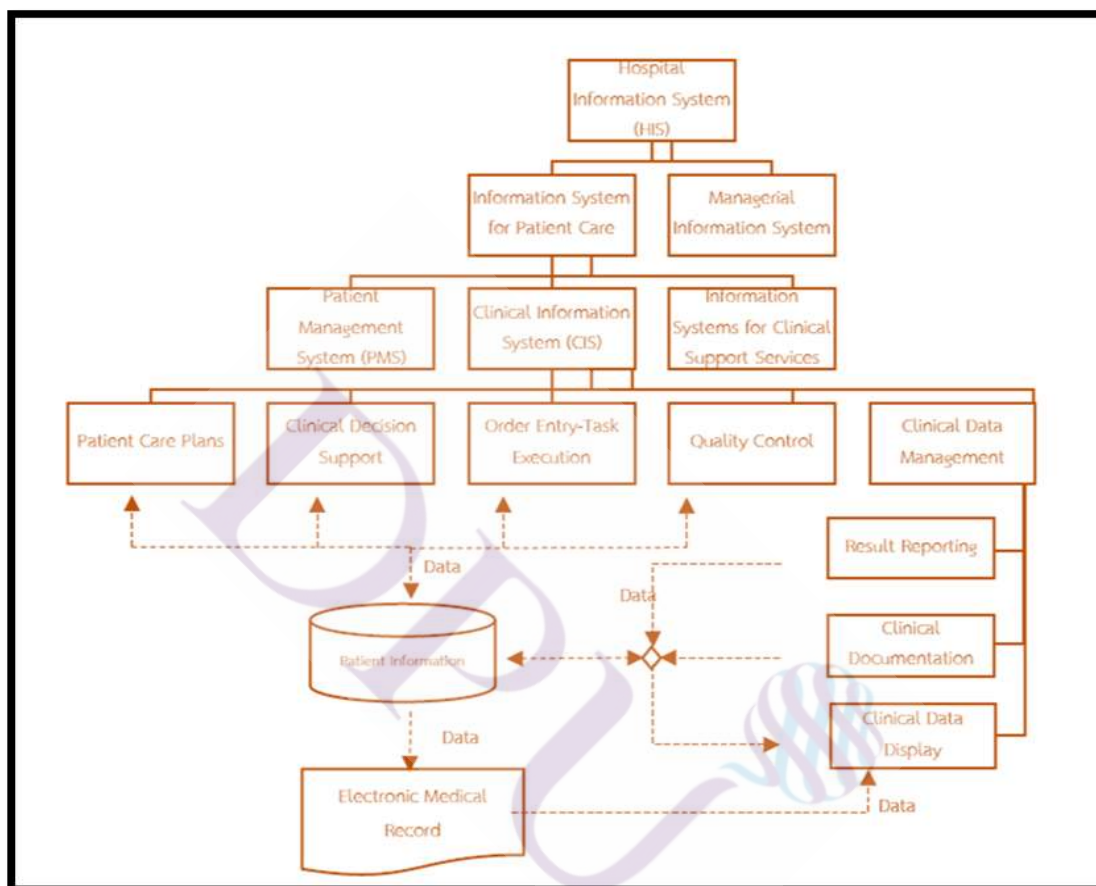 Hospital
Information System
(HIS)
Information System
for Patient Care
Managerial
Information System
Patient
Management
System (PMS)
Clinical Information
System (CIS)
Information
Systems for Clinical
Support Services
Patient Care Plans
Clinical Decision
Support
Order Entry-Task
Execution
Quality Control
Clinical Data
Management
Result Reporting
Data
Data
Clinical
Documentation
Patient Information
Clinical Data
Display
Data
Electronic Medical
Record
Data
DPU